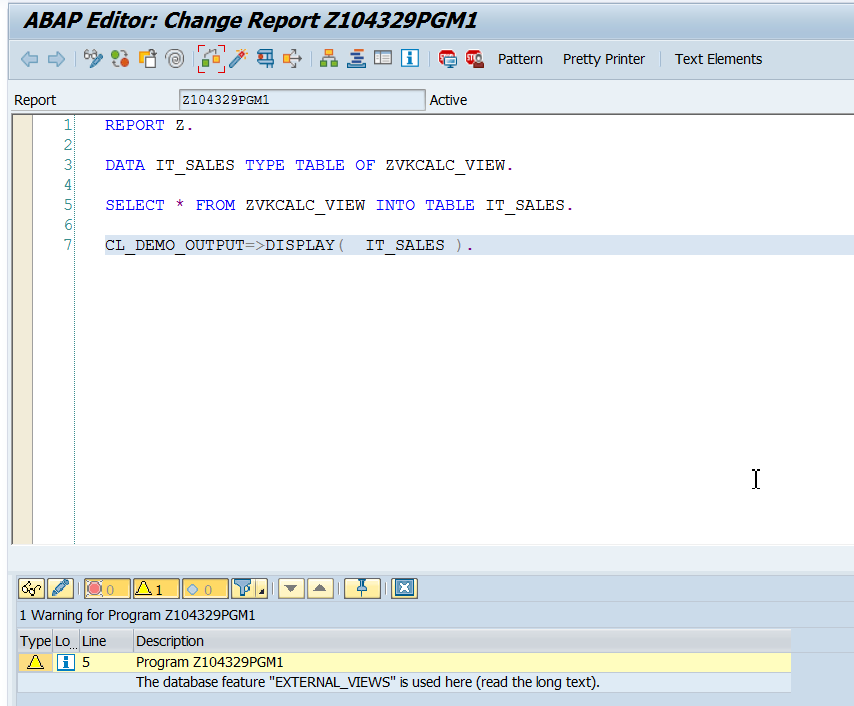 ABAP Editor: Change Report Z104329PGM1
Pattern Pretty Printer Text Elements
Report Z104329PGM1 Active
1 REPORT Z.
2
3 DATA IT_SALES TYPE TABLE OF ZVKCALC_VIEW.
4
5 SELECT * FROM ZVKCALC_VIEW INTO TABLE IT_SALES.
6
7 CL_DEMO_OUTPUT=>DISPLAY(  IT_SALES ).
0 1 0
1 Warning for Program Z104329PGM1
Type Lo... Line Description
5 Program Z104329PGM1
The database feature "EXTERNAL_VIEWS" is used here (read the long text).